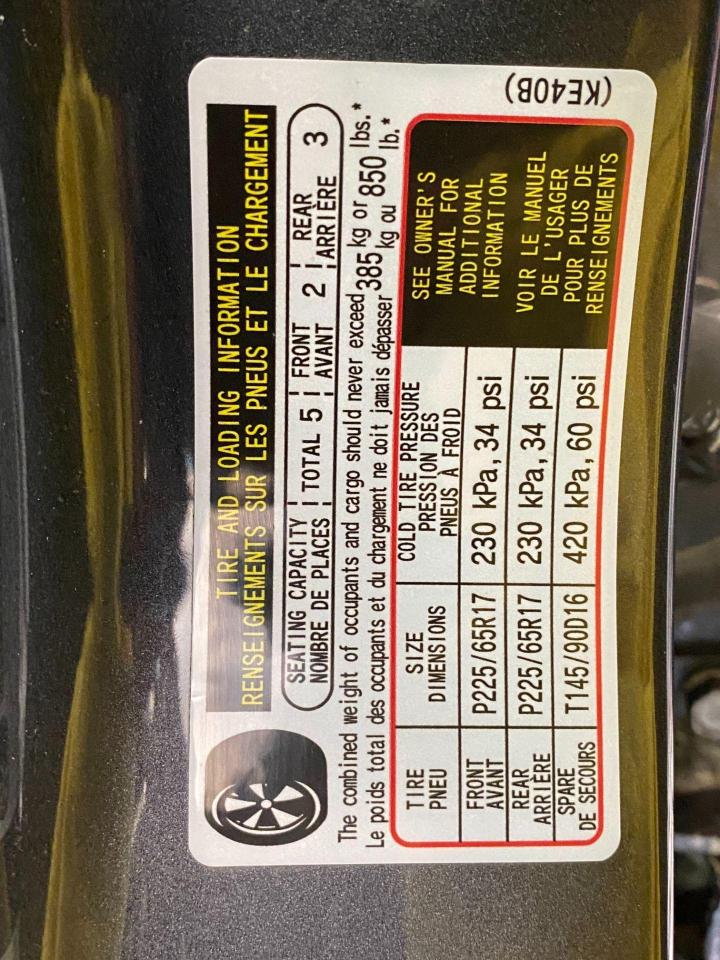 TIRE AND LOADING INFORMATION
RENSEIGNEMENTS SUR LES PNEUS ET LE CHARGEMENT
SEATING CAPACITY
NOMBRE DE PLACES
TOTAL 5
FRONT
AVANT
2
REAR
ARRIÈRE
3
The combined weight of occupants and cargo should never exceed 385 kg or 850 lbs.*
Le poids total des occupants et du chargement ne doit jamais dépasser 385 kg ou 850 lb.*
TIRE
PNEU
SIZE
DIMENSIONS
COLD TIRE PRESSURE
PRESSION DES
PNEUS À FROID
FRONT
AVANT
P225/65R17
230 kPa, 34 psi
REAR
ARRIÈRE
P225/65R17
230 kPa, 34 psi
SPARE
DE SECOURS
T145/90D16
420 kPa, 60 psi
SEE OWNER'S
MANUAL FOR
ADDITIONAL
INFORMATION
VOIR LE MANUEL
DE L'USAGER
POUR PLUS DE
RENSEIGNEMENTS
(KE40B)